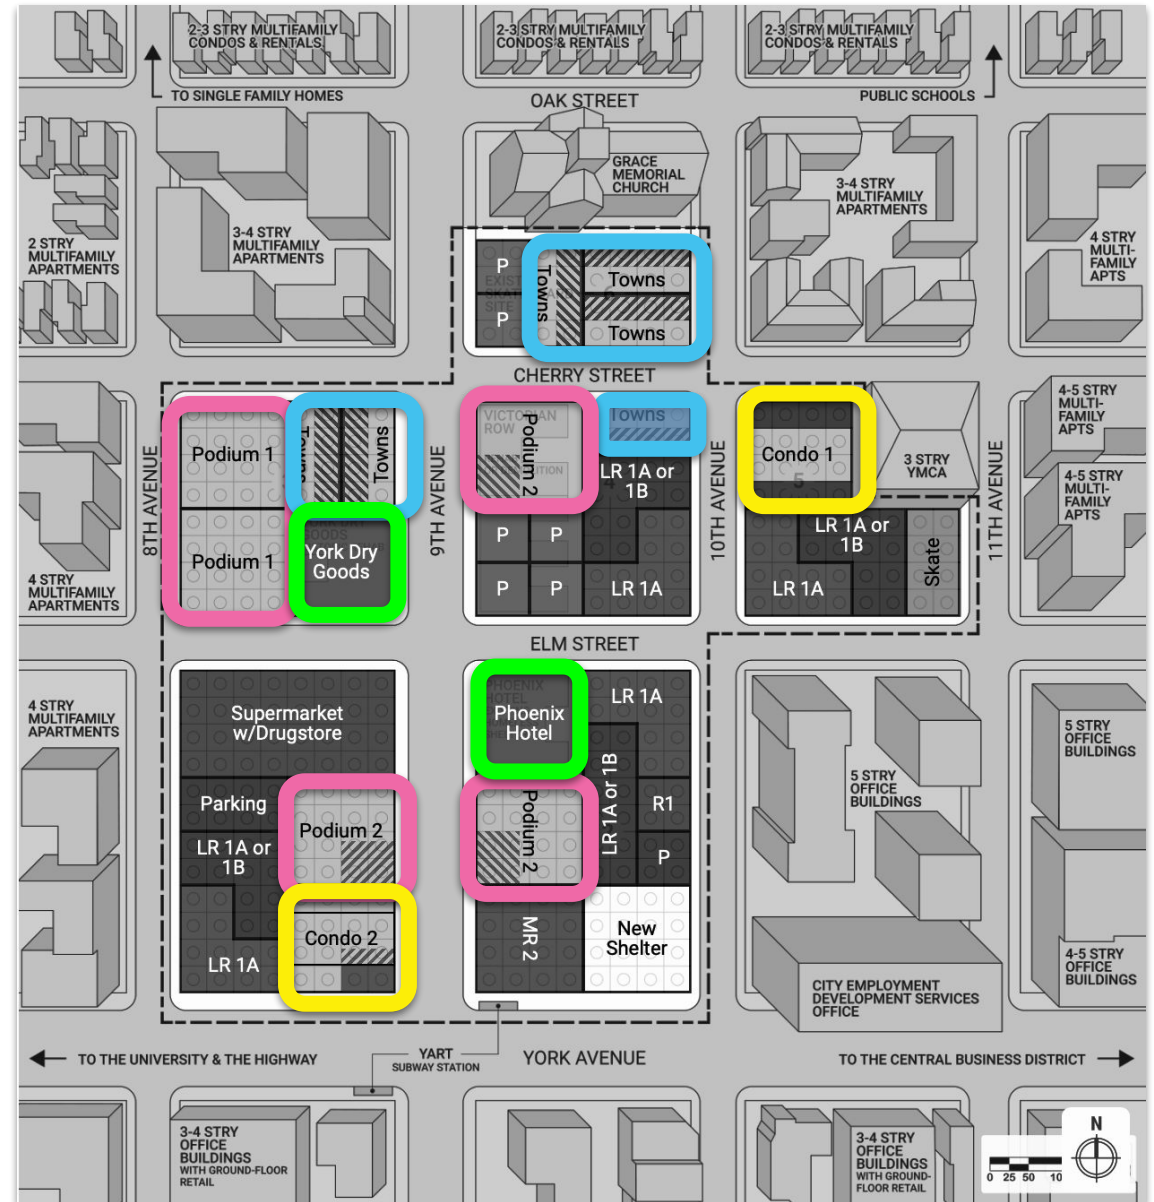 2-3 STRY MULTIFAMILY
CONDOS & RENTALS
2-3 STRY MULTIFAMILY
CONDOS & RENTALS
2-3 STRY MULTIFAMILY
CONDOS & RENTALS
TO SINGLE FAMILY HOMES
OAK STREET
PUBLIC SCHOOLS
GRACE
MEMORIAL
CHURCH
3-4 STRY
MULTIFAMILY
APARTMENTS
3-4 STRY
MULTIFAMILY
APARTMENTS
2 STRY
MULTIFAMILY
APARTMENTS
4 STRY
MULTI-
FAMILY
APTS
P
P
Towns
Towns
Towns
6
CHERRY STREET
8TH AVENUE
Podium 1
Podium 1
Towns
Towns
York Dry
Goods
9TH AVENUE
VICTORIAN
ROW
Podium 2
Towns
LR 1A or
1B
4
P
P
P
P
LR 1A
10TH AVENUE
Condo 1
5
3 STRY
YMCA
LR 1A or
1B
LR 1A
Skate
11TH AVENUE
4-5 STRY
MULTI-
FAMILY
APTS
4-5 STRY
MULTI-
FAMILY
APTS
4 STRY
MULTIFAMILY
APARTMENTS
ELM STREET
4 STRY
MULTIFAMILY
APARTMENTS
Supermarket
w/Drugstore
Parking
Podium 2
LR 1A or
1B
Condo 2
LR 1A
PHOENIX
HOTEL
Phoenix
Hotel
LR 1A
Podium 2
LR 1A or 1B
R1
P
MR 2
New
Shelter
5 STRY
OFFICE
BUILDINGS
5 STRY
OFFICE
BUILDINGS
CITY EMPLOYMENT
DEVELOPMENT SERVICES
OFFICE
4-5 STRY
OFFICE
BUILDINGS
TO THE UNIVERSITY & THE HIGHWAY
YART
SUBWAY STATION
YORK AVENUE
TO THE CENTRAL BUSINESS DISTRICT
3-4 STRY
OFFICE
BUILDINGS
WITH GROUND-FLOOR
RETAIL
3-4 STRY
OFFICE
BUILDINGS
WITH GROUND-
FLOOR RETAIL
N
0 25 50 10